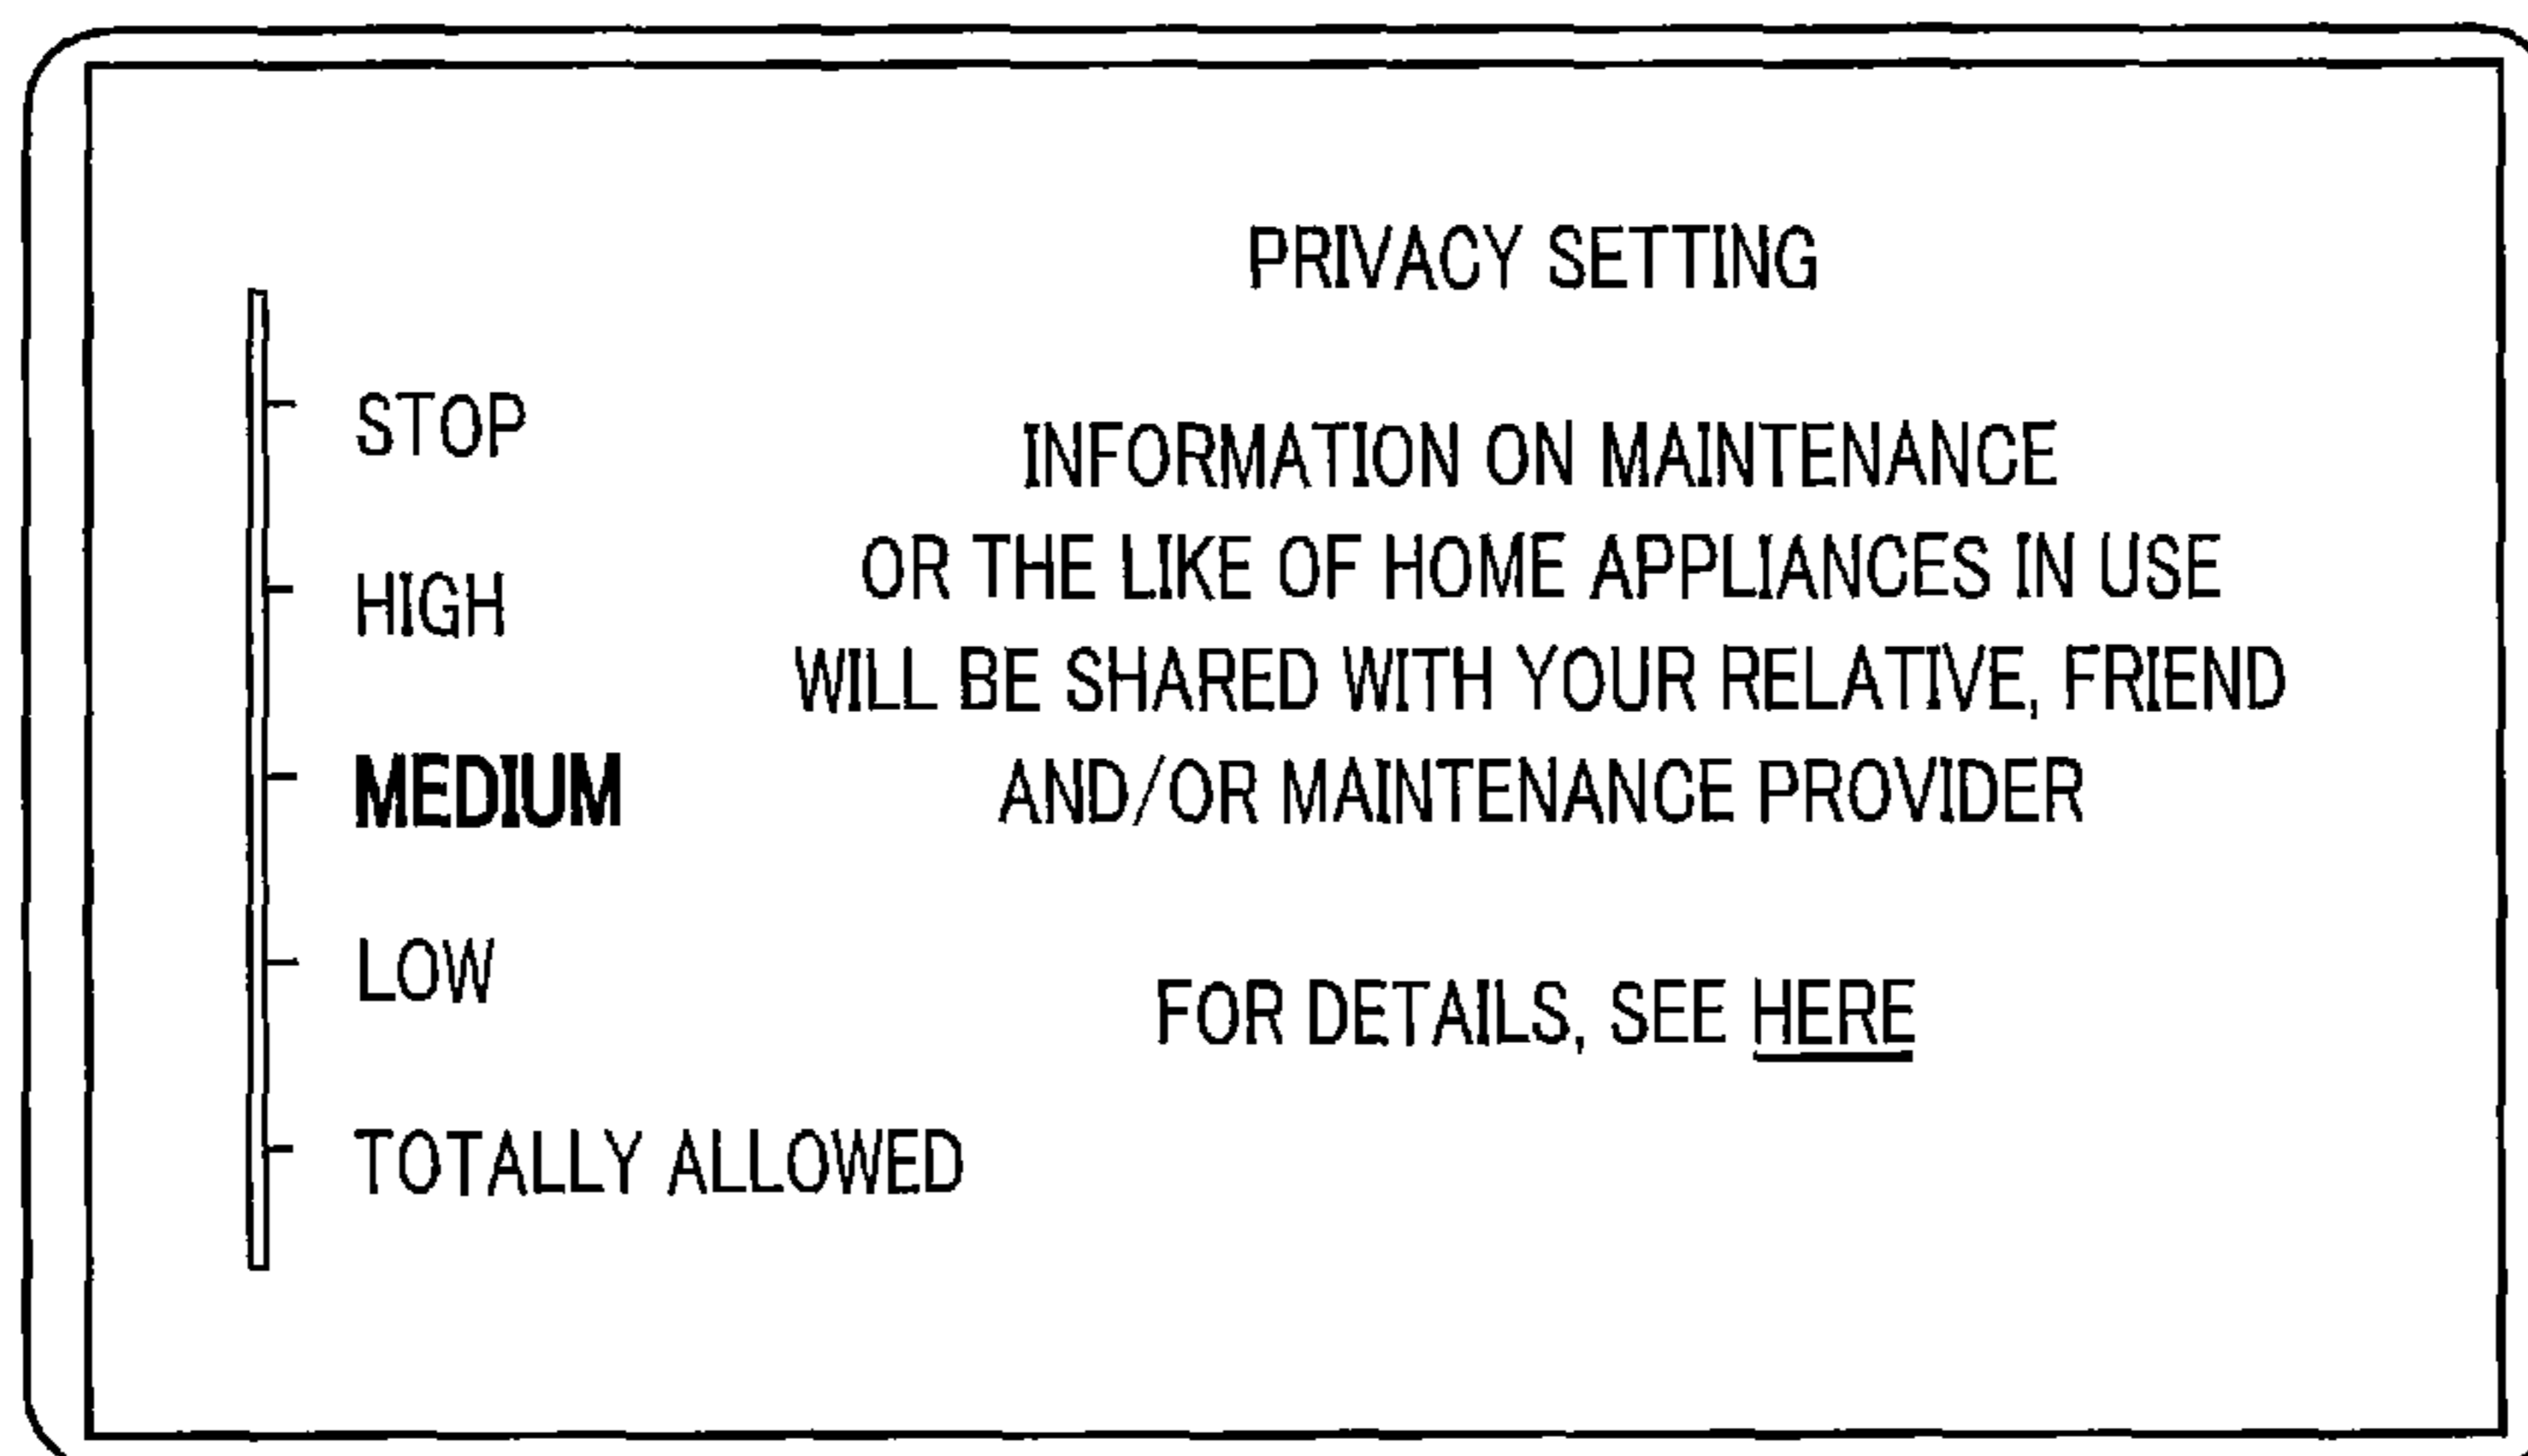 PRIVACY SETTING
STOP
HIGH
MEDIUM
LOW
TOTALLY ALLOWED
INFORMATION ON MAINTENANCE
OR THE LIKE OF HOME APPLIANCES IN USE
WILL BE SHARED WITH YOUR RELATIVE, FRIEND
AND/OR MAINTENANCE PROVIDER
FOR DETAILS, SEE HERE